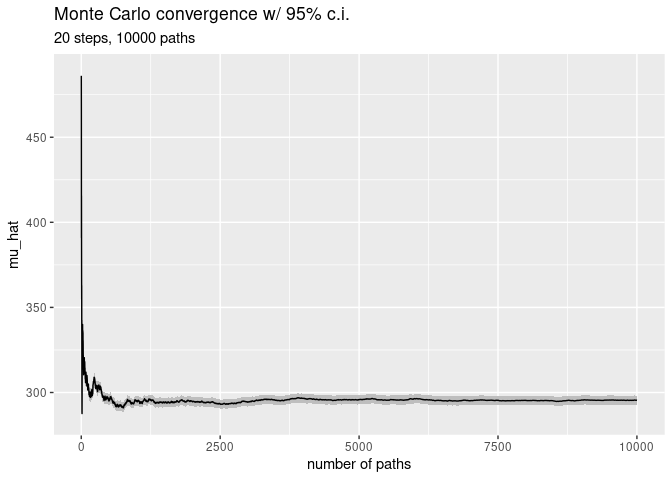 Monte Carlo convergence w/ 95% c.i.
20 steps, 10000 paths
450
400
350
300
mu_hat
0 2500 5000 7500 10000
number of paths